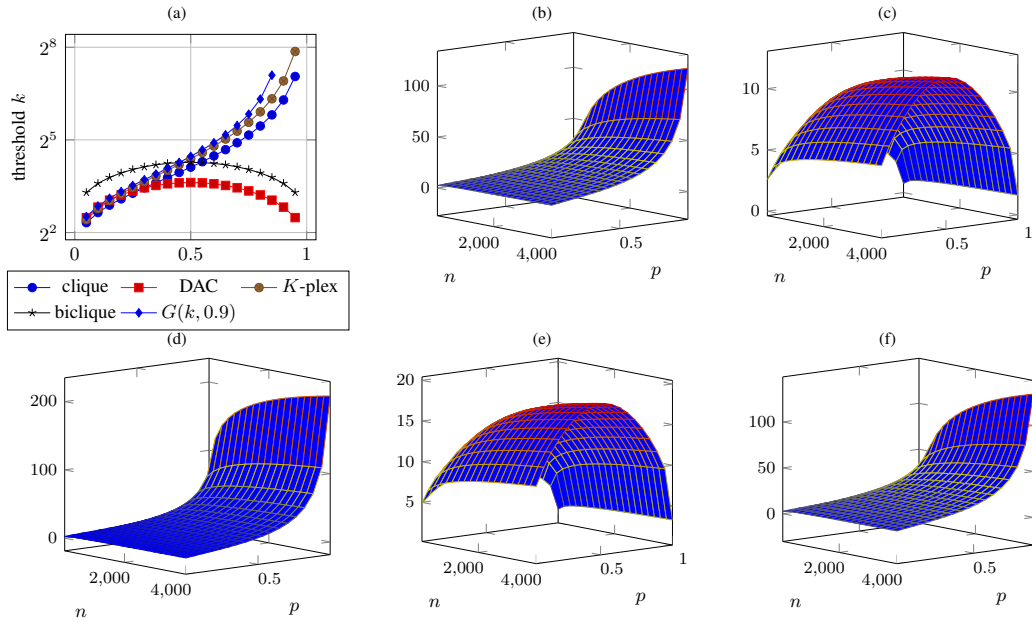 (a)
2^8
2^5
2^2
threshold k
0
0.5
1
clique
DAC
K-plex
biclique
G(k, 0.9)
(b)
100
50
0
2,000
4,000
0.5
n
p
(c)
10
5
0
2,000
4,000
0.5
1
n
p
(d)
200
100
0
2,000
4,000
0.5
n
p
(e)
20
15
10
5
2,000
4,000
0.5
1
n
p
(f)
100
50
0
2,000
4,000
0.5
n
p